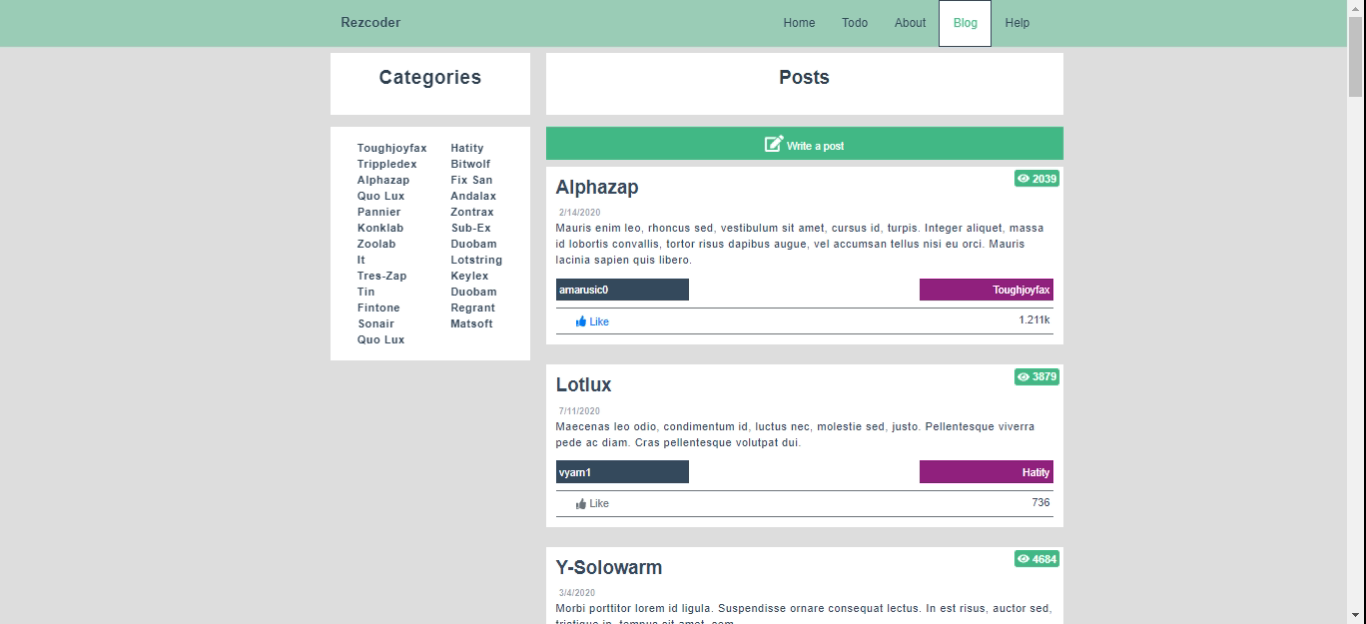 Rezcoder
Home Todo About Blog Help
Categories
Toughjoyfax Hatity
Trippledex Bitwolf
Alphazap Fix San
Quo Lux Andalax
Pannier Zontrax
Konklab Sub-Ex
Zoolab Duobam
It Lotstring
Tres-Zap Keylex
Tin Duobam
Fintone Regrant
Sonair Matsoft
Quo Lux
Posts
Write a post
Alphazap
2039
2/14/2020
Mauris enim leo, rhoncus sed, vestibulum sit amet, cursus id, turpis. Integer aliquet, massa
id lobortis convallis, tortor risus dapibus augue, vel accumsan tellus nisi eu orci. Mauris
lacinia sapien quis libero.
amarusic0 Toughjoyfax
Like 1.211k
Lotlux
3879
7/11/2020
Maecenas leo odio, condimentum id, luctus nec, molestie sed, justo. Pellentesque viverra
pede ac diam. Cras pellentesque volutpat dui.
vyarn1 Hatity
Like 736
Y-Solowarm
4684
3/4/2020
Morbi porttitor lorem id ligula. Suspendisse ornare consequat lectus. In est risus, auctor sed,
tristique in, tempus sit amet, sem.